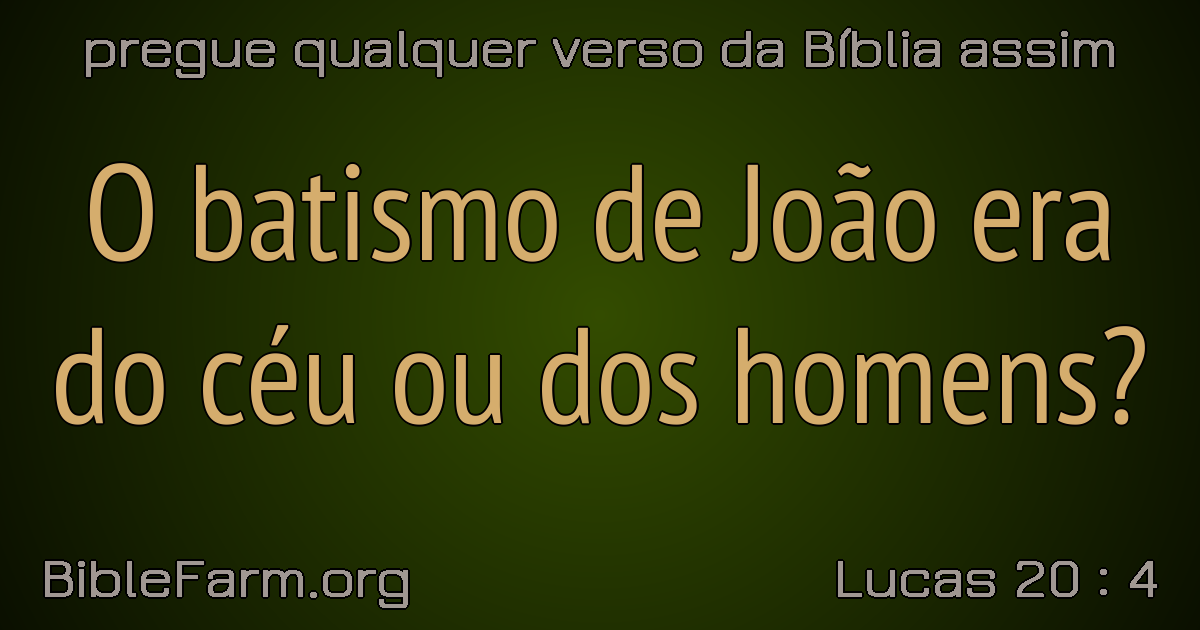 pregue qualquer verso da Bíblia assim
O batismo de João era
do céu ou dos homens?
BibleFarm.org
Lucas 20 : 4